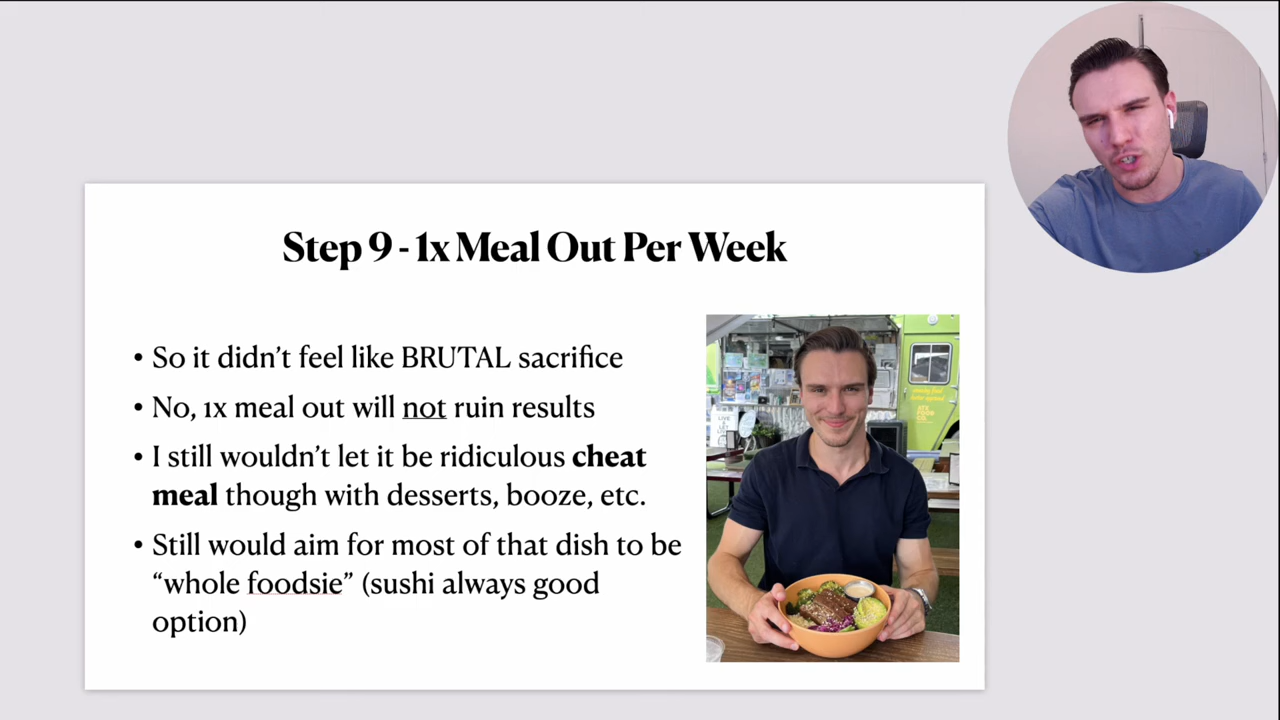 Step 9 - 1x Meal Out Per Week
• So it didn’t feel like BRUTAL sacrifice
• No, 1x meal out will not ruin results
• I still wouldn’t let it be ridiculous cheat
meal though with desserts, booze, etc.
• Still would aim for most of that dish to be
“whole foodsie” (sushi always good
option)